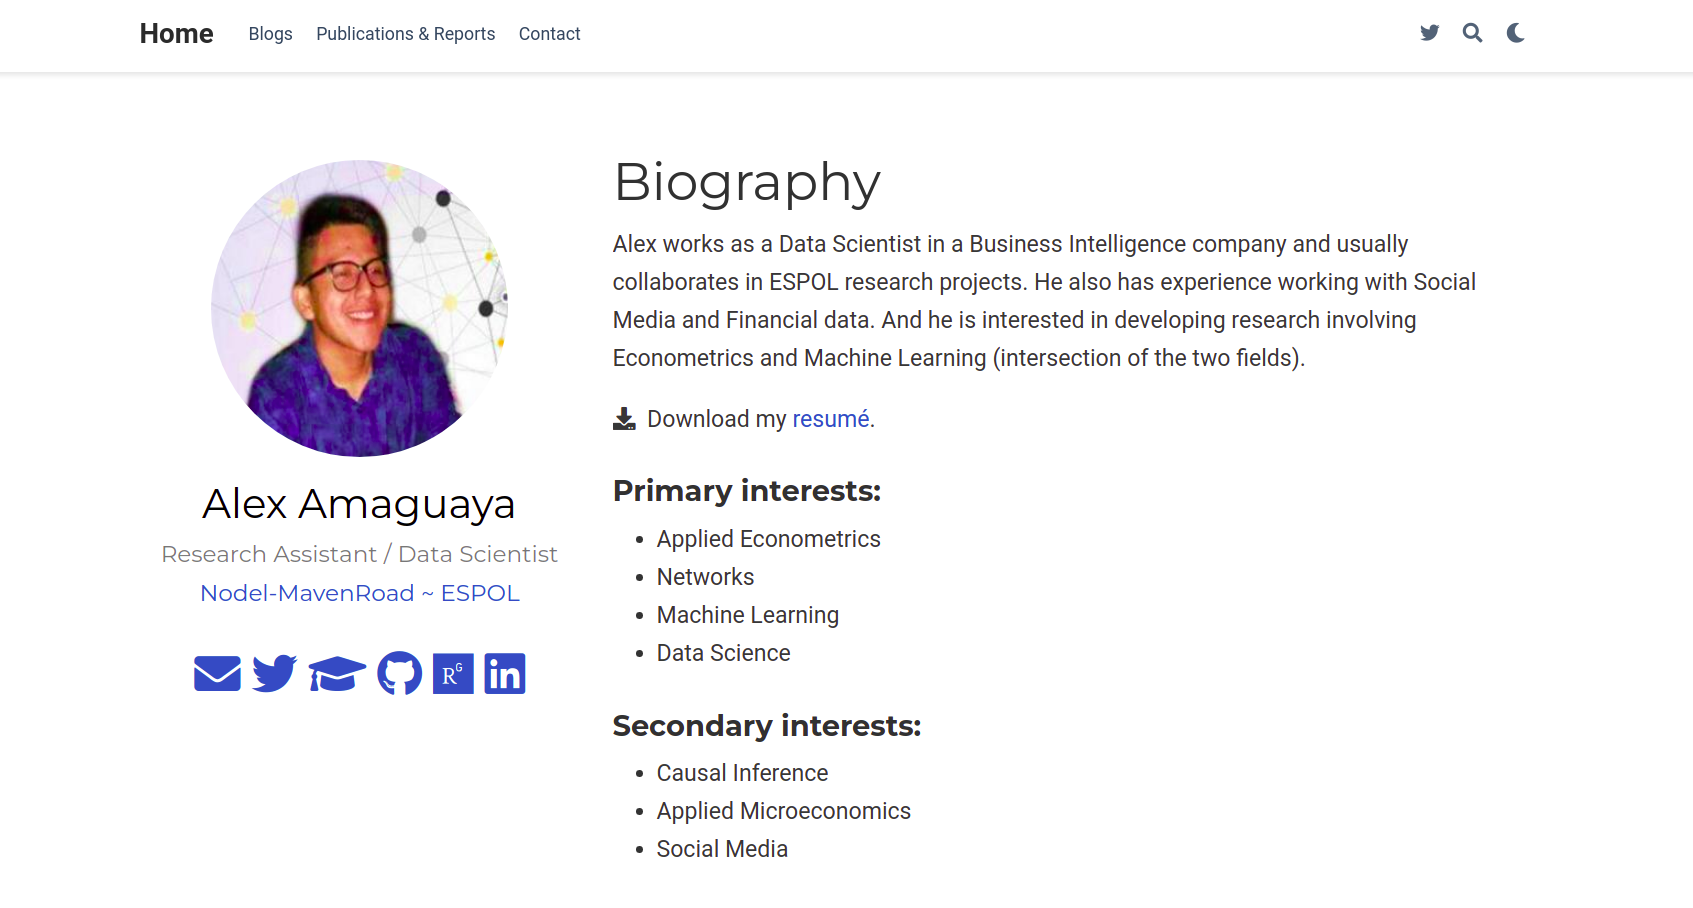 Home Blogs Publications & Reports Contact
Biography
Alex works as a Data Scientist in a Business Intelligence company and usually
collaborates in ESPOL research projects. He also has experience working with Social
Media and Financial data. And he is interested in developing research involving
Econometrics and Machine Learning (intersection of the two fields).
Download my resumé.
Primary interests:
Applied Econometrics
Networks
Machine Learning
Data Science
Secondary interests:
Causal Inference
Applied Microeconomics
Social Media
Alex Amaguaya
Research Assistant / Data Scientist
Nodel-MavenRoad ~ ESPOL
RG
in